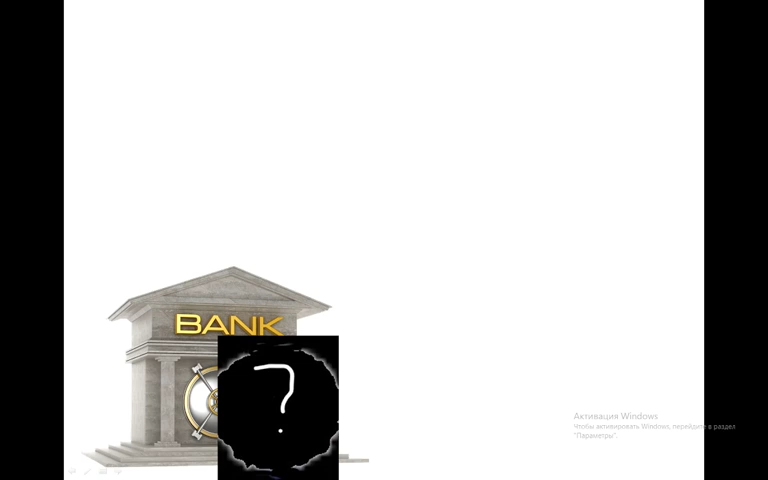 BANK
?
Активация Windows
Чтобы активировать Windows, перейдите в раздел
"Параметры".